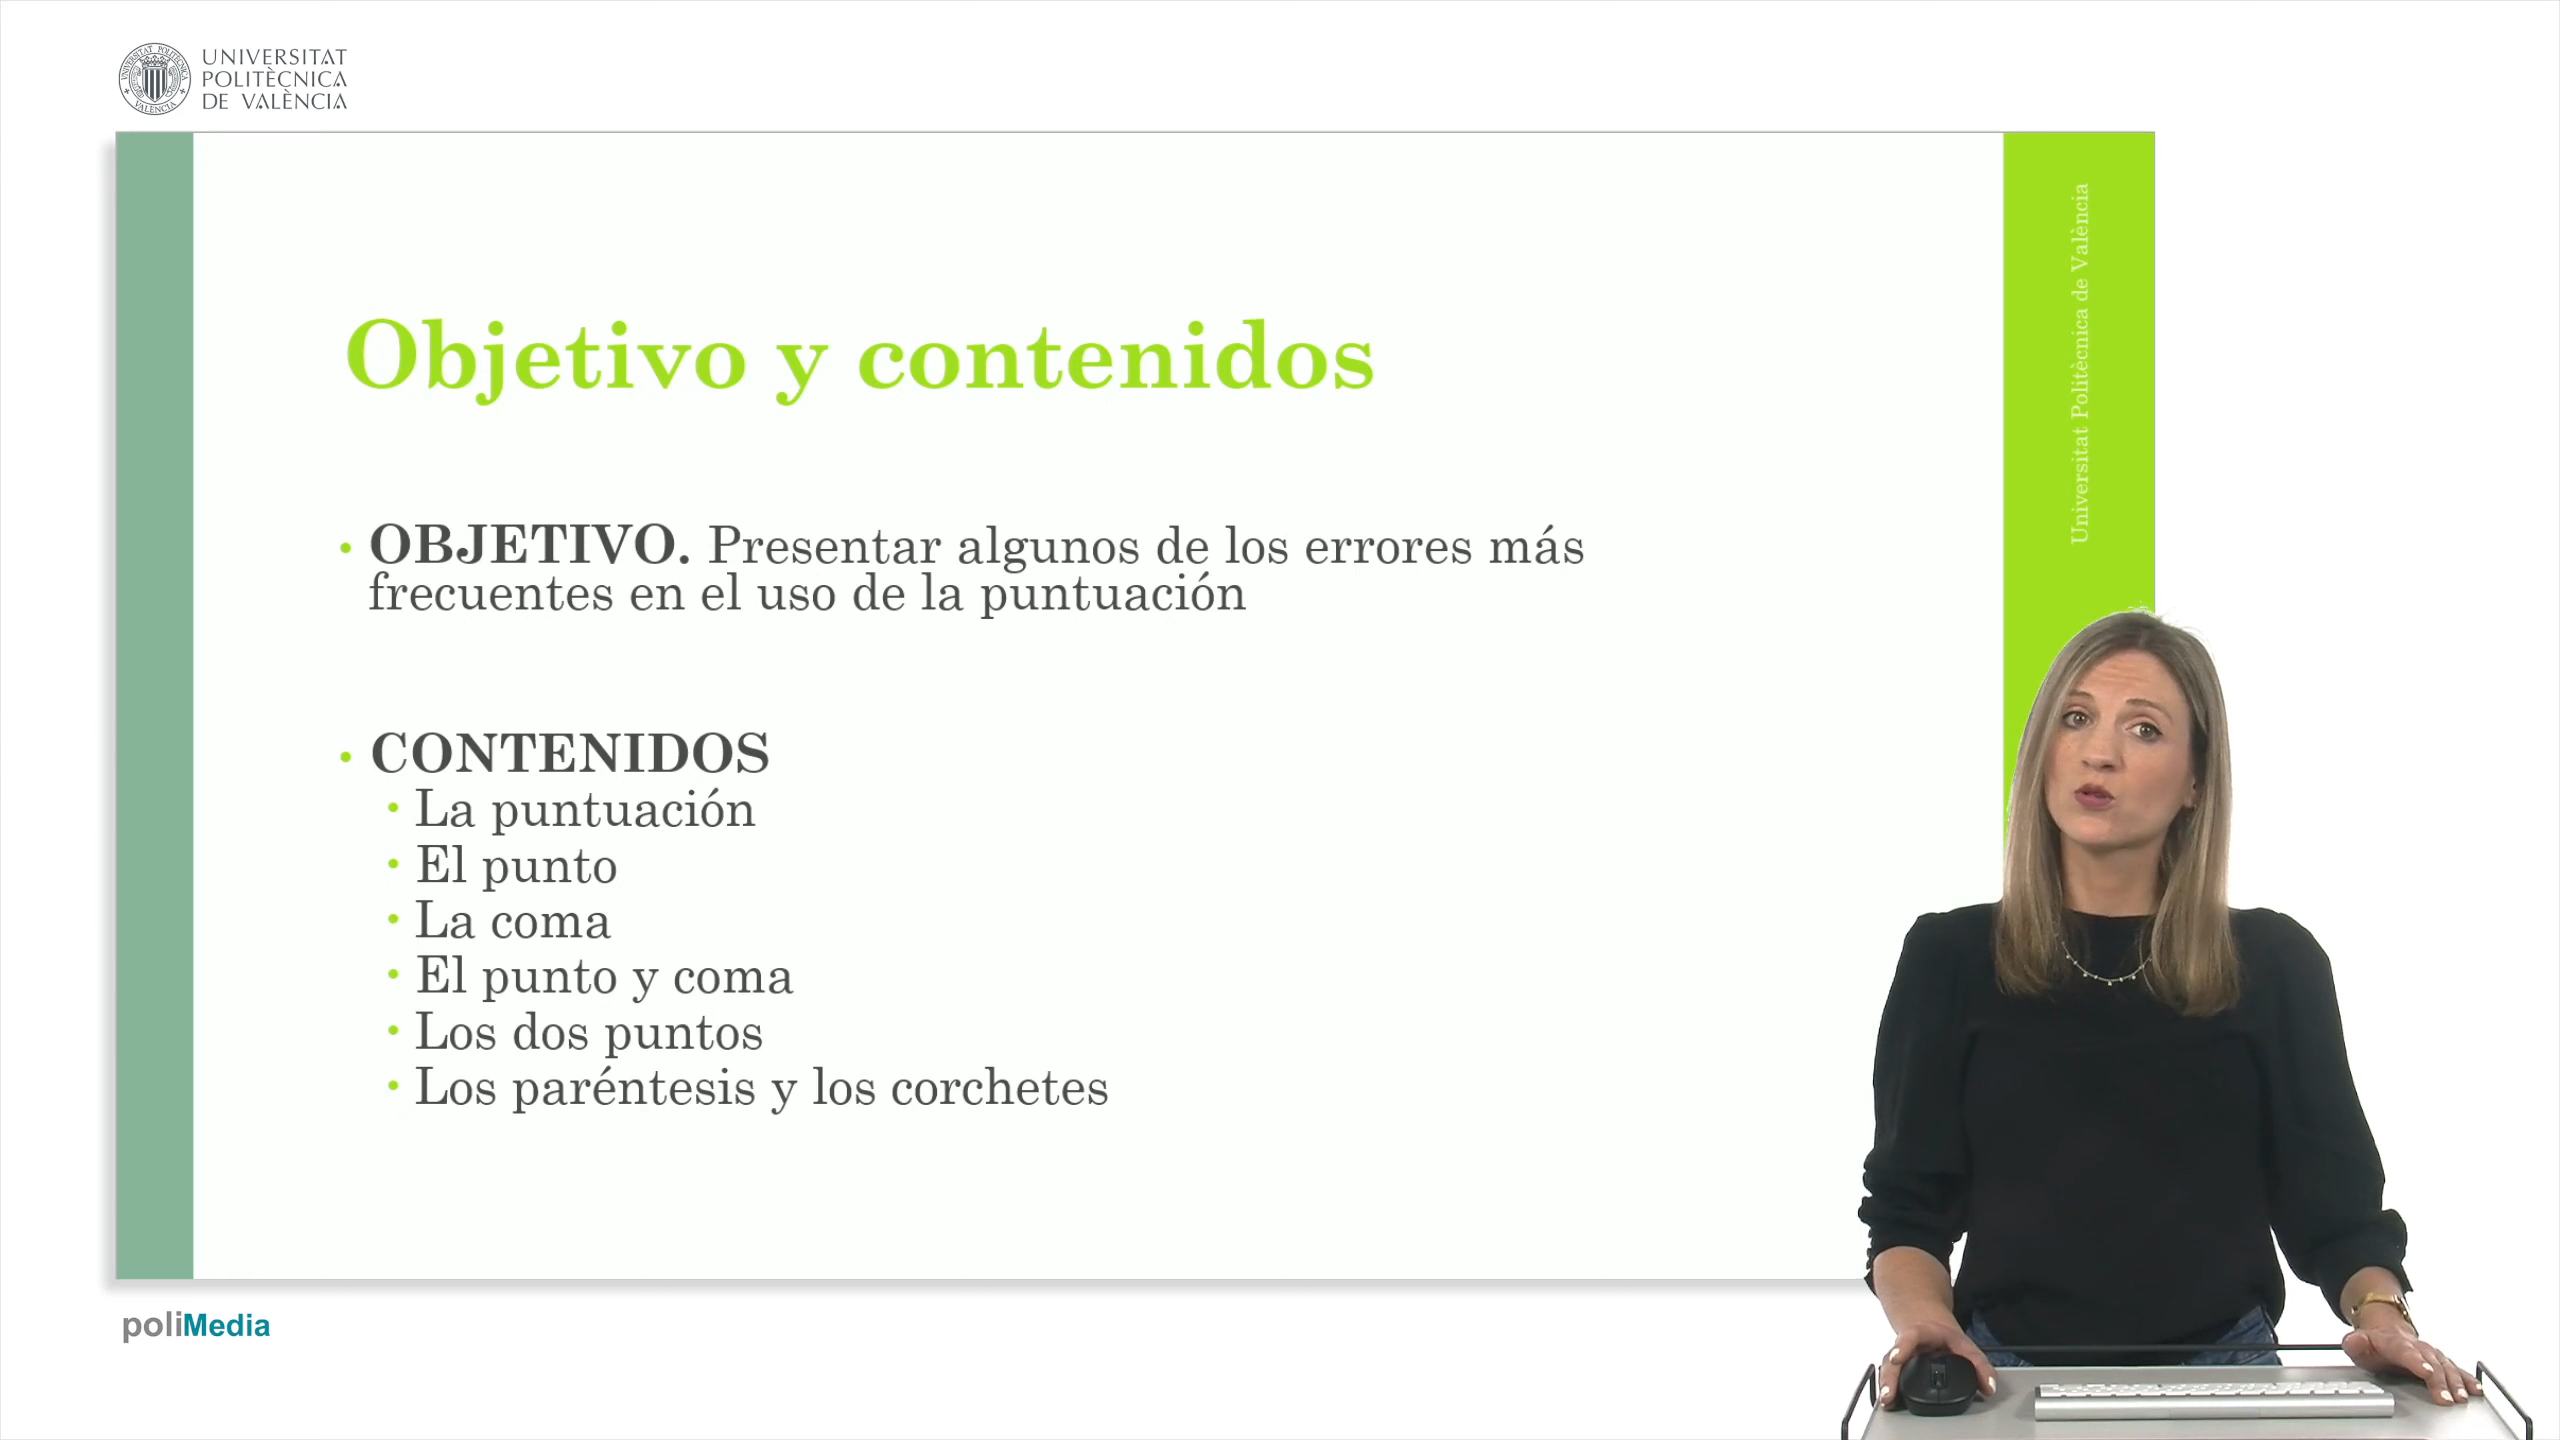 UNIVERSITAT
POLITÈCNICA
DE VALÈNCIA
Objetivo y contenidos
• OBJETIVO. Presentar algunos de los errores más
frecuentes en el uso de la puntuación
• CONTENIDOS
• La puntuación
• El punto
• La coma
• El punto y coma
• Los dos puntos
• Los paréntesis y los corchetes
Universitat Politècnica de València
poliMedia